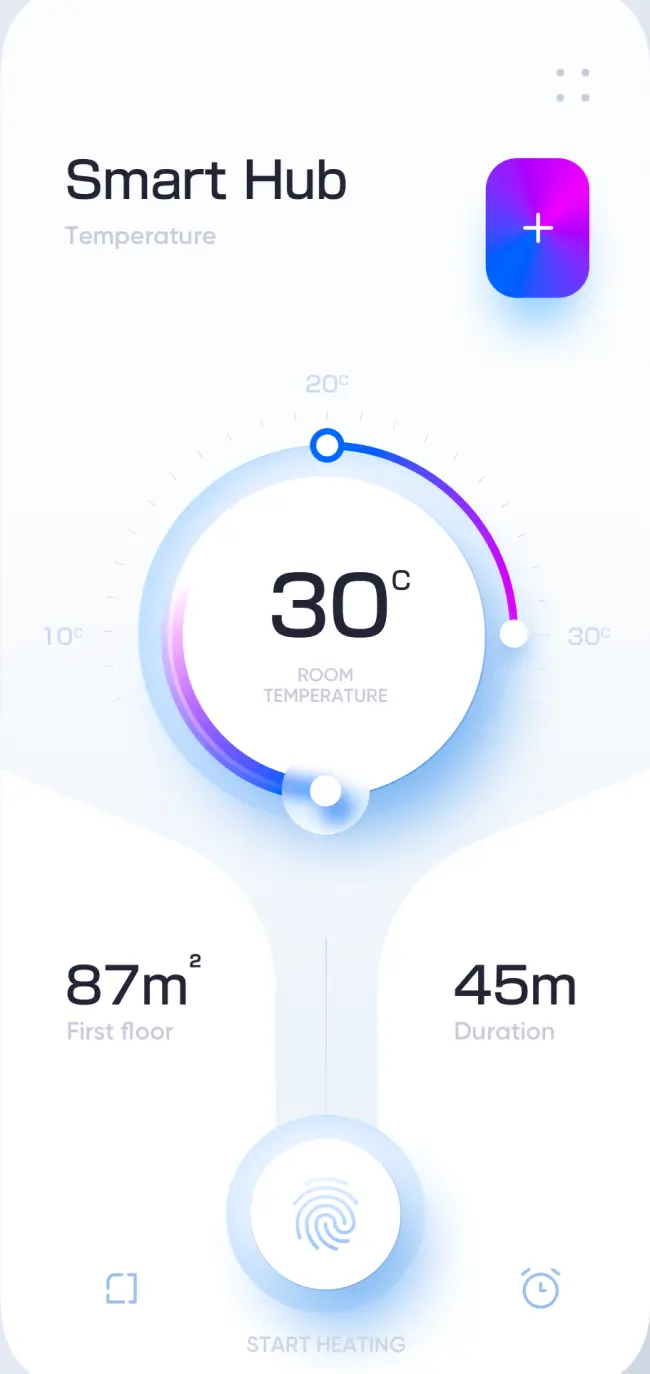 Smart Hub
Temperature
20c
30c
ROOM
TEMPERATURE
10c
30c
87m²
First floor
45m
Duration
START HEATING